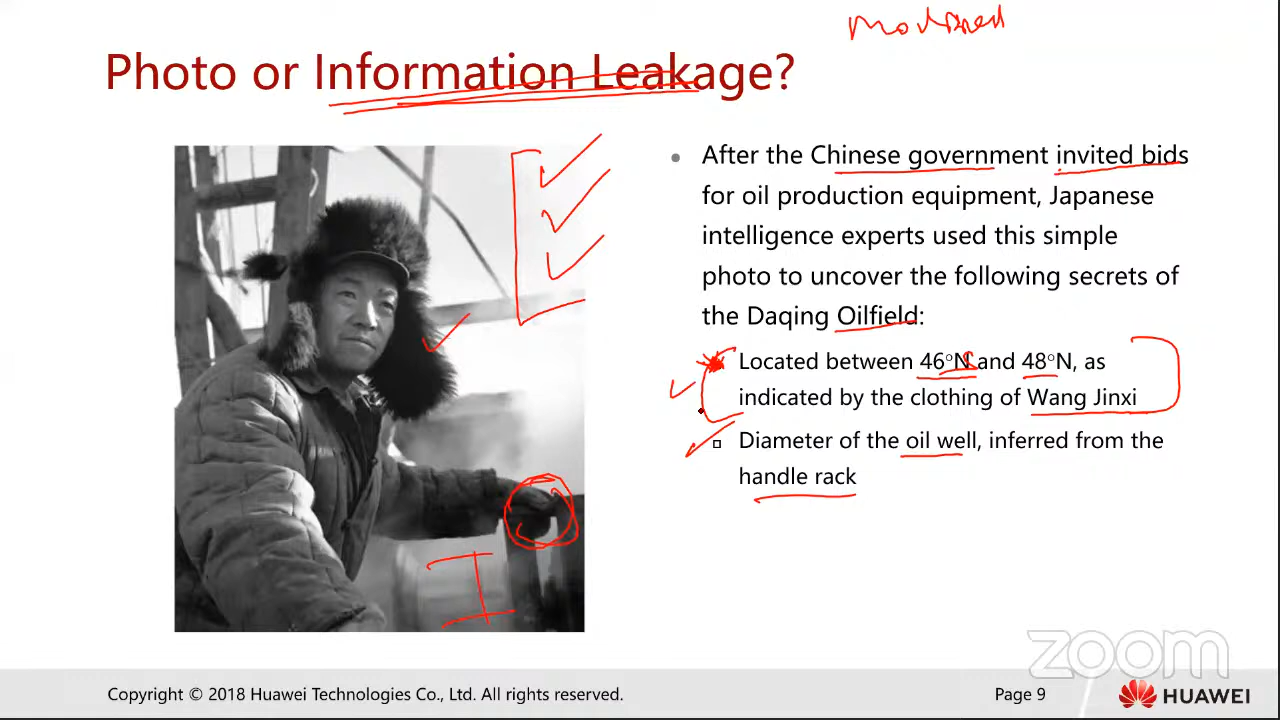 Photo or Information Leakage?
After the Chinese government invited bids
for oil production equipment, Japanese
intelligence experts used this simple
photo to uncover the following secrets of
the Daqing Oilfield:
Located between 46°N and 48°N, as
indicated by the clothing of Wang Jinxi
Diameter of the oil well, inferred from the
handle rack
zoom
Copyright © 2018 Huawei Technologies Co., Ltd. All rights reserved.
Page 9
HUAWEI